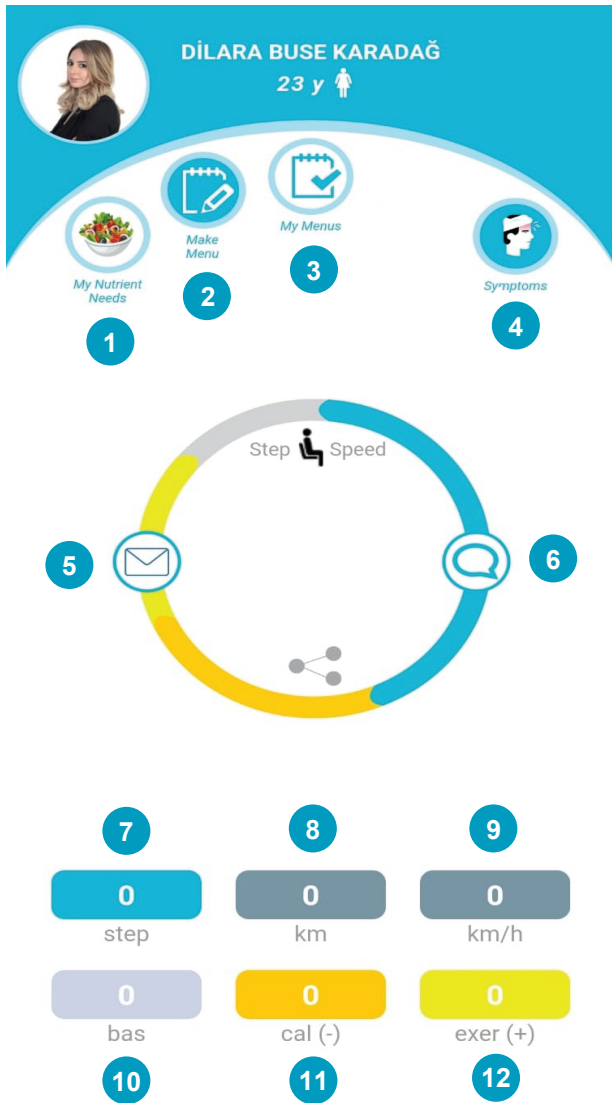 DİLARA BUSE KARADAĞ
23 y
My Nutrient
Needs
1
Make
Menu
2
My Menus
3
Symptoms
4
Step Speed
5
6
7
8
9
0
0
0
step
km
km/h
0
0
0
bas
cal (-)
exer (+)
10
11
12